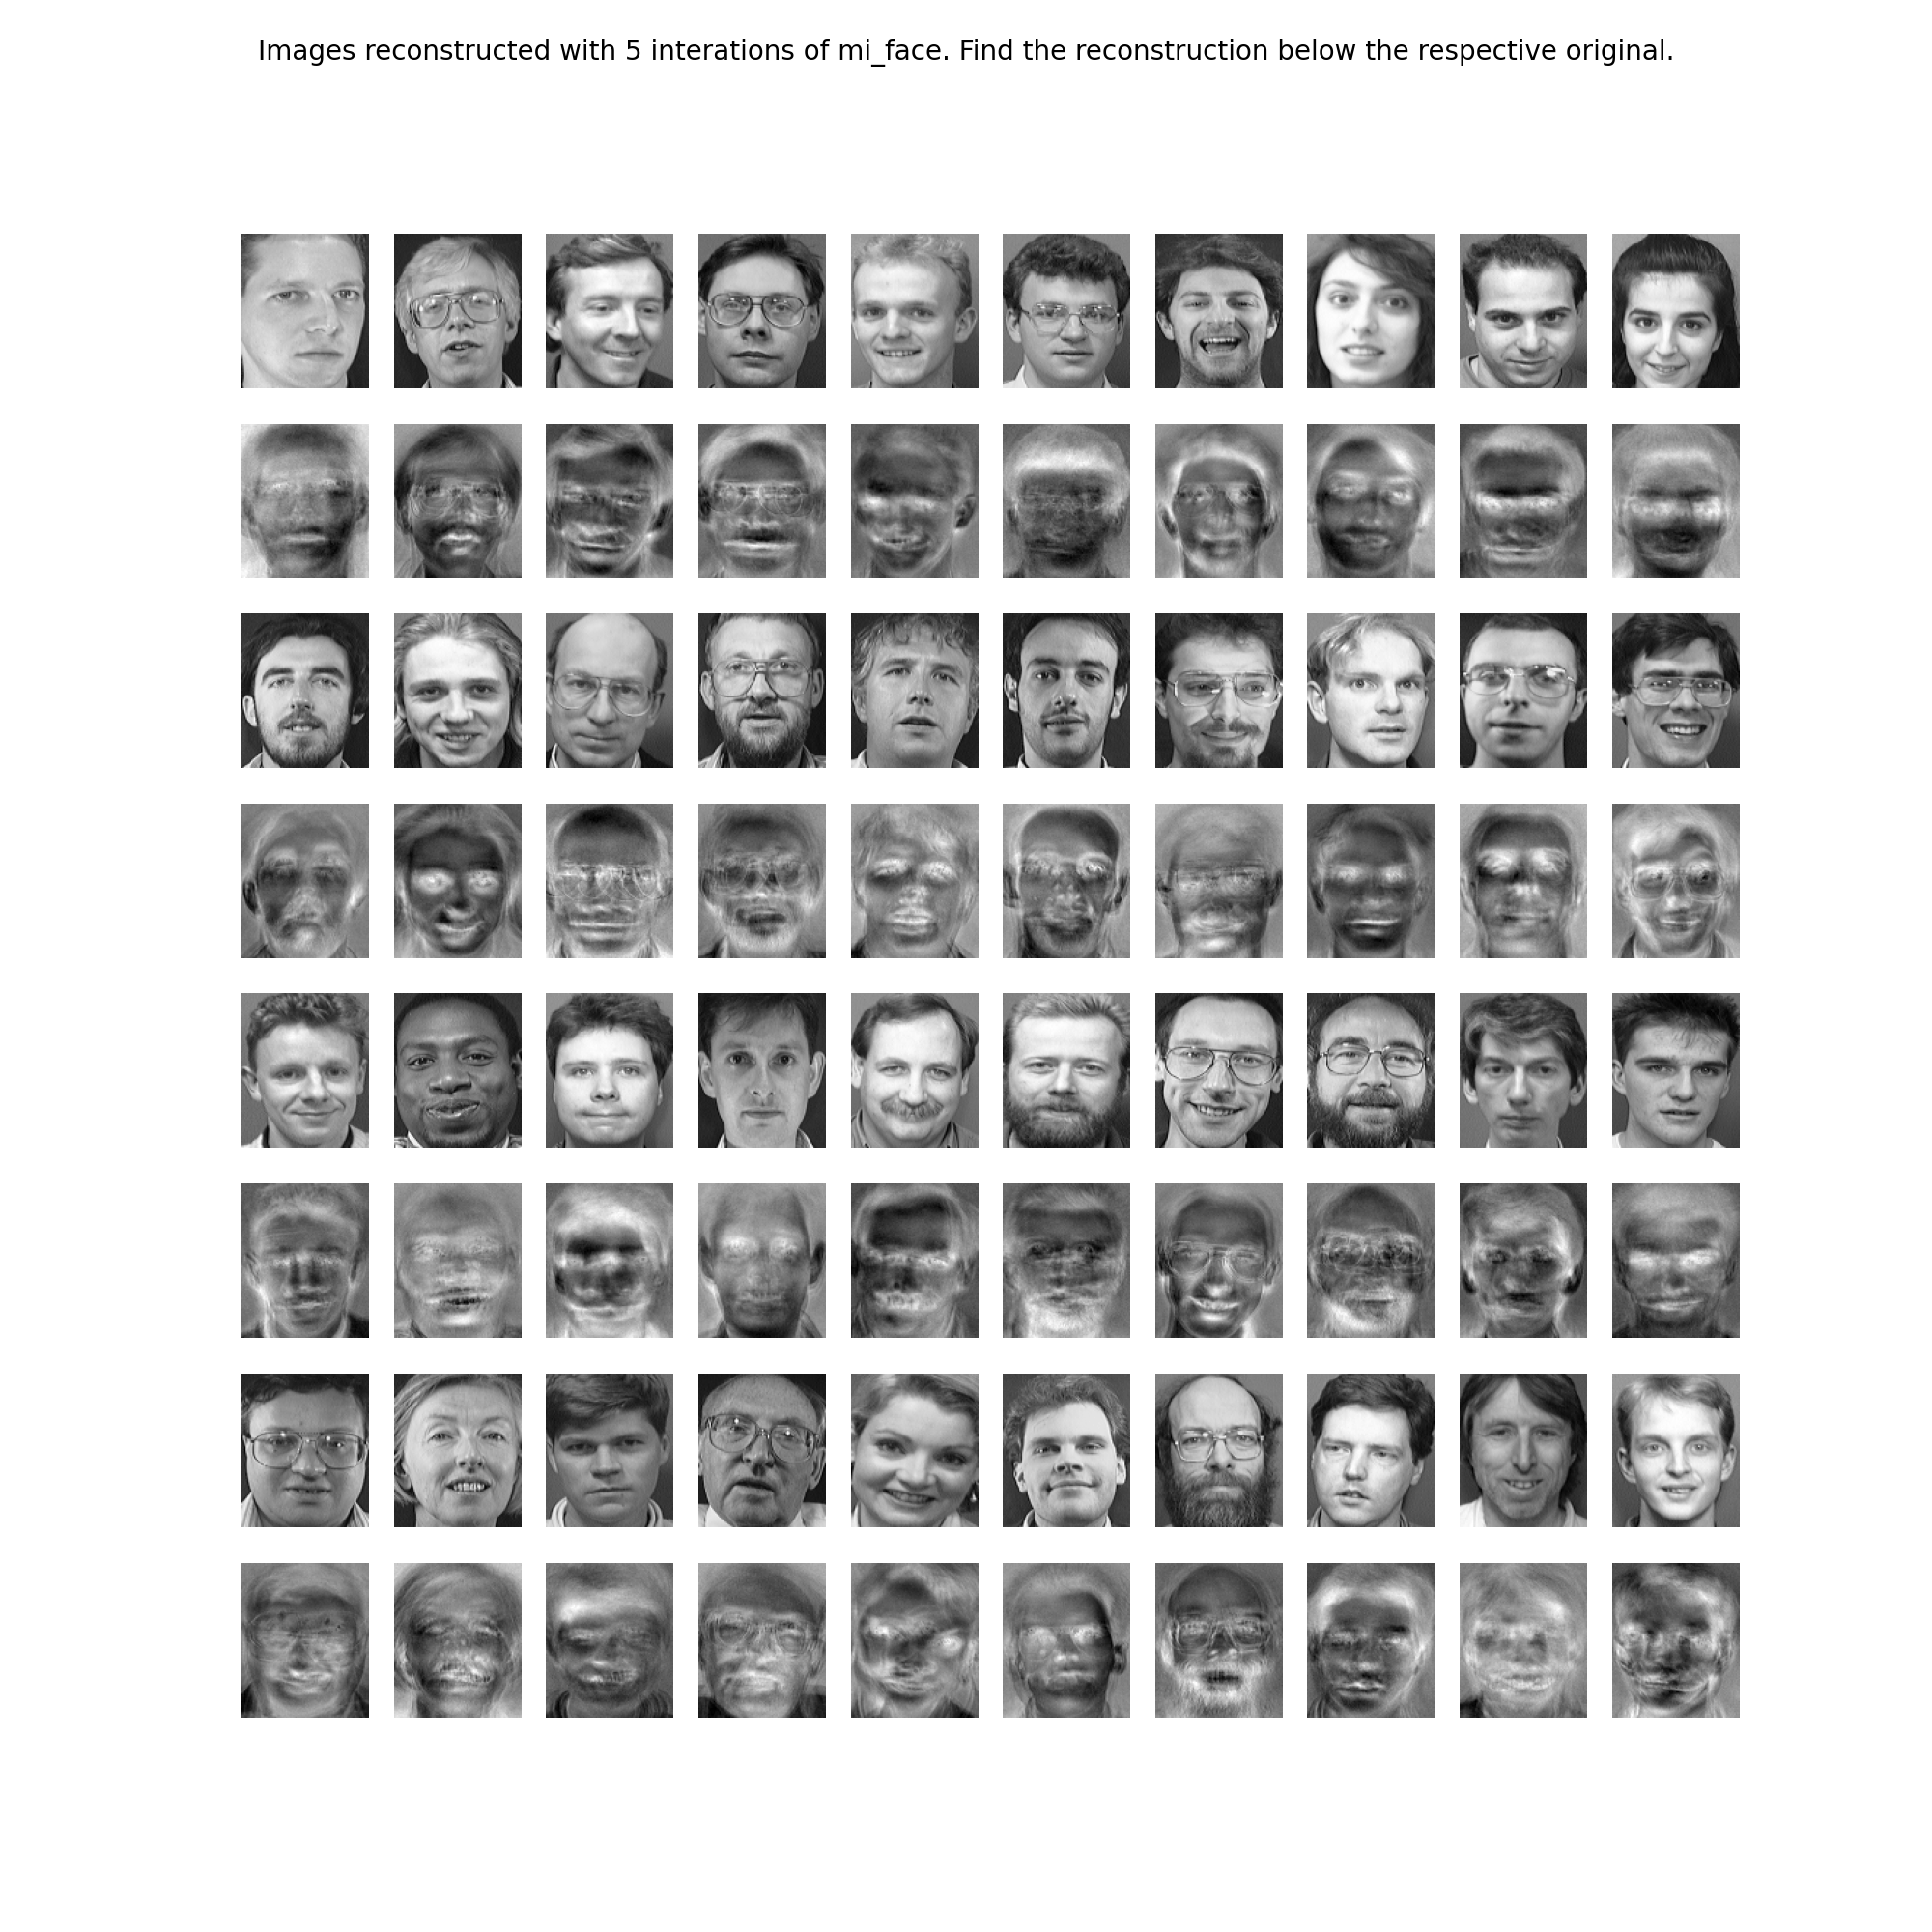 Images reconstructed with 5 interations of mi_face. Find the reconstruction below the respective original.